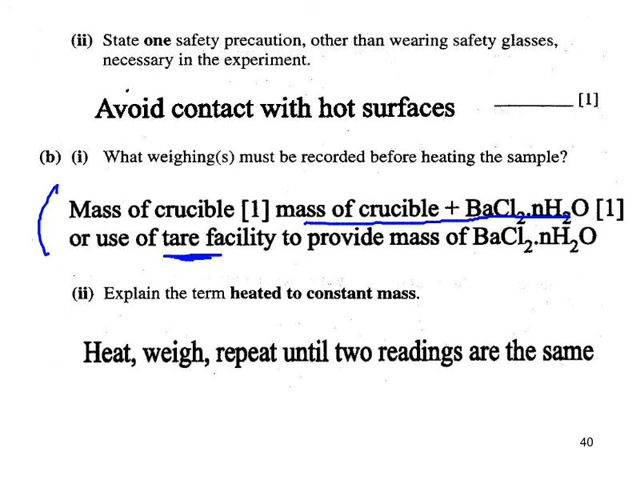 (ii) State one safety precaution, other than wearing safety glasses,
necessary in the experiment.
Avoid contact with hot surfaces ________ [1]
(b) (i) What weighing(s) must be recorded before heating the sample?
Mass of crucible [1] mass of crucible + BaCl₂.nH₂O [1]
or use of tare facility to provide mass of BaCl₂.nH₂O
(ii) Explain the term heated to constant mass.
Heat, weigh, repeat until two readings are the same
40